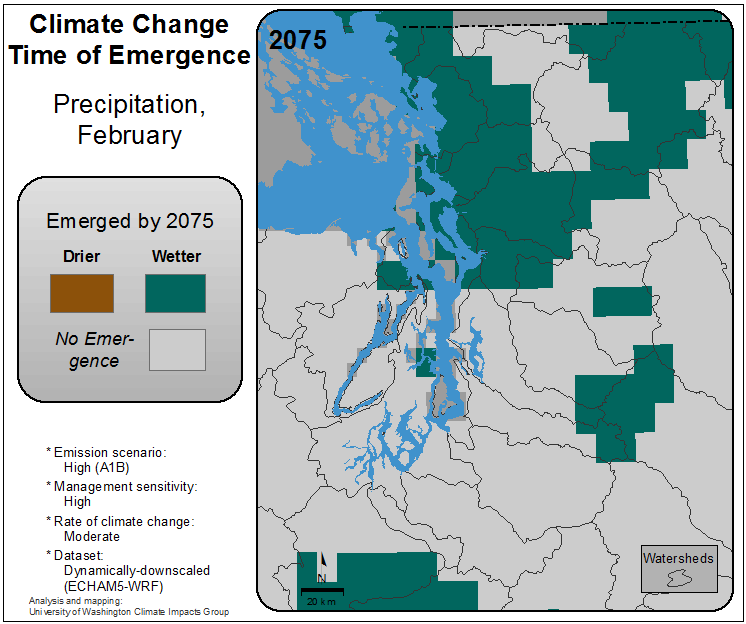 Climate Change
Time of Emergence
Precipitation,
February
Emerged by 2075
Drier
Wetter
No Emer-
gence
* Emission scenario:
High (A1B)
* Management sensitivity:
High
* Rate of climate change:
Moderate
* Dataset:
Dynamically-downscaled
(ECHAM5-WRF)
Analysis and mapping:
University of Washington Climate Impacts Group
2075
N
20 km
Watersheds